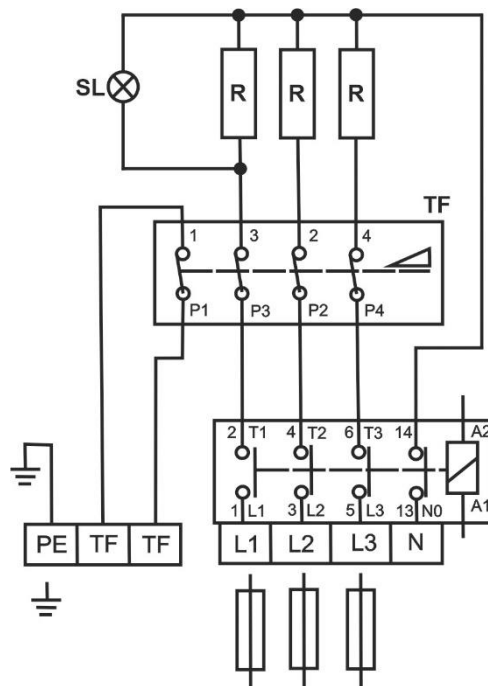 SL
R R R
TF
1 3 2 4
P1 P3 P2 P4
2 T1 4 T2 6 T3 14 A2
1 L1 3 L2 5 L3 13 N0 A1
PE TF TF
L1 L2 L3 N